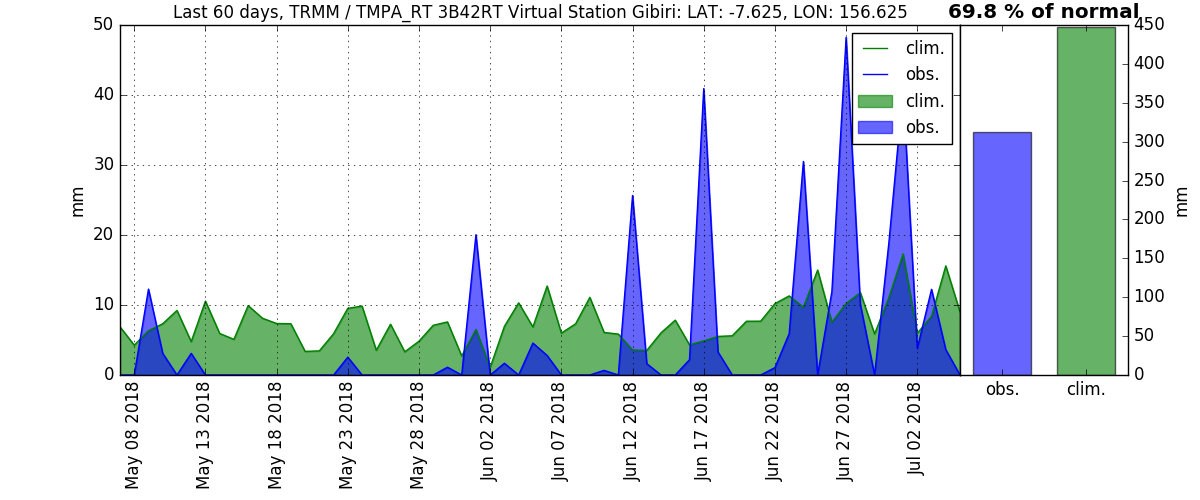 Last 60 days, TRMM / TMPA_RT 3B42RT Virtual Station Gibiri: LAT: -7.625, LON: 156.625
69.8 % of normal
50
40
30
20
10
0
mm
clim.
obs.
clim.
obs.
May 08 2018
May 13 2018
May 18 2018
May 23 2018
May 28 2018
Jun 02 2018
Jun 07 2018
Jun 12 2018
Jun 17 2018
Jun 22 2018
Jun 27 2018
Jul 02 2018
450
400
350
300
250
200
150
100
50
0
mm
obs.
clim.